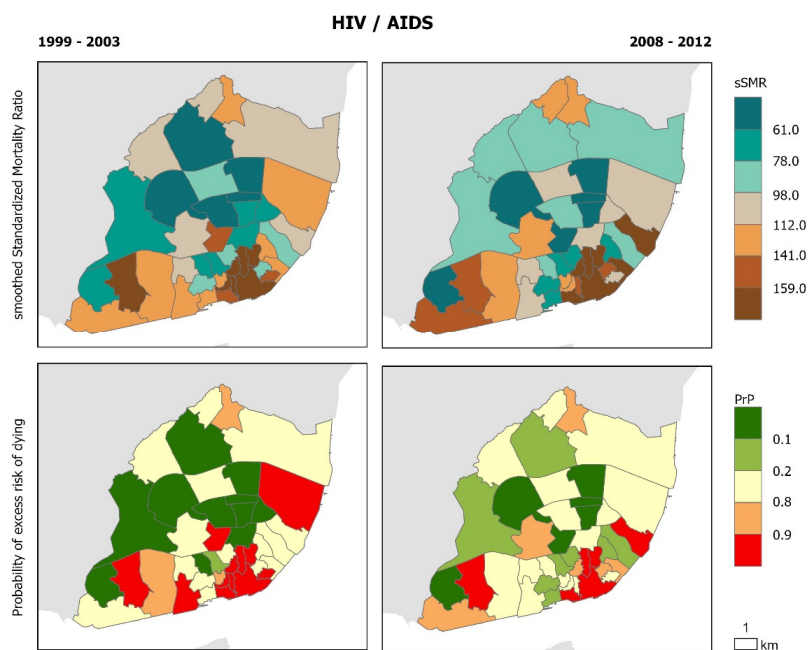 HIV / AIDS
1999 - 2003
2008 - 2012
smoothed Standardized Mortality Ratio
sSMR
61.0
78.0
98.0
112.0
141.0
159.0
Probability of excess risk of dying
PrP
0.1
0.2
0.8
0.9
1
km